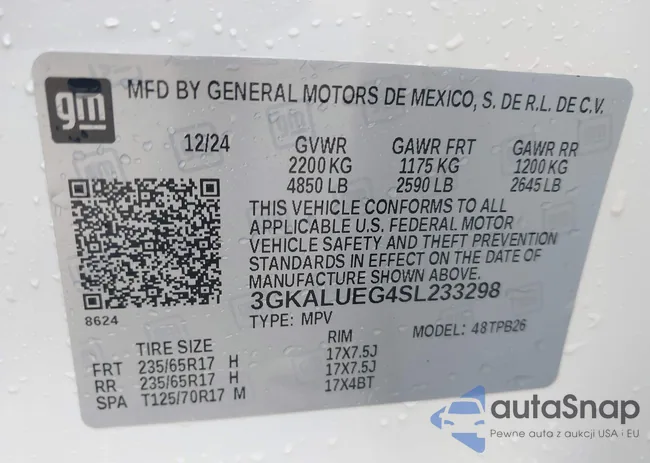 gm
MFD BY GENERAL MOTORS DE MEXICO, S. DE R.L. DE C.V.
12/24 GVWR GAWR FRT GAWR RR
2200 KG 1175 KG 1200 KG
4850 LB 2590 LB 2645 LB
THIS VEHICLE CONFORMS TO ALL
APPLICABLE U.S. FEDERAL MOTOR
VEHICLE SAFETY AND THEFT PREVENTION
STANDARDS IN EFFECT ON THE DATE OF
MANUFACTURE SHOWN ABOVE.
8624
3GKALUEG4SL233298
TYPE: MPV MODEL: 48TPB26
TIRE SIZE RIM
FRT 235/65R17 H 17X7.5J
RR 235/65R17 H 17X7.5J
SPA T125/70R17 M 17X4BT
autaSnap
Pewne auta z aukcji USA i EU